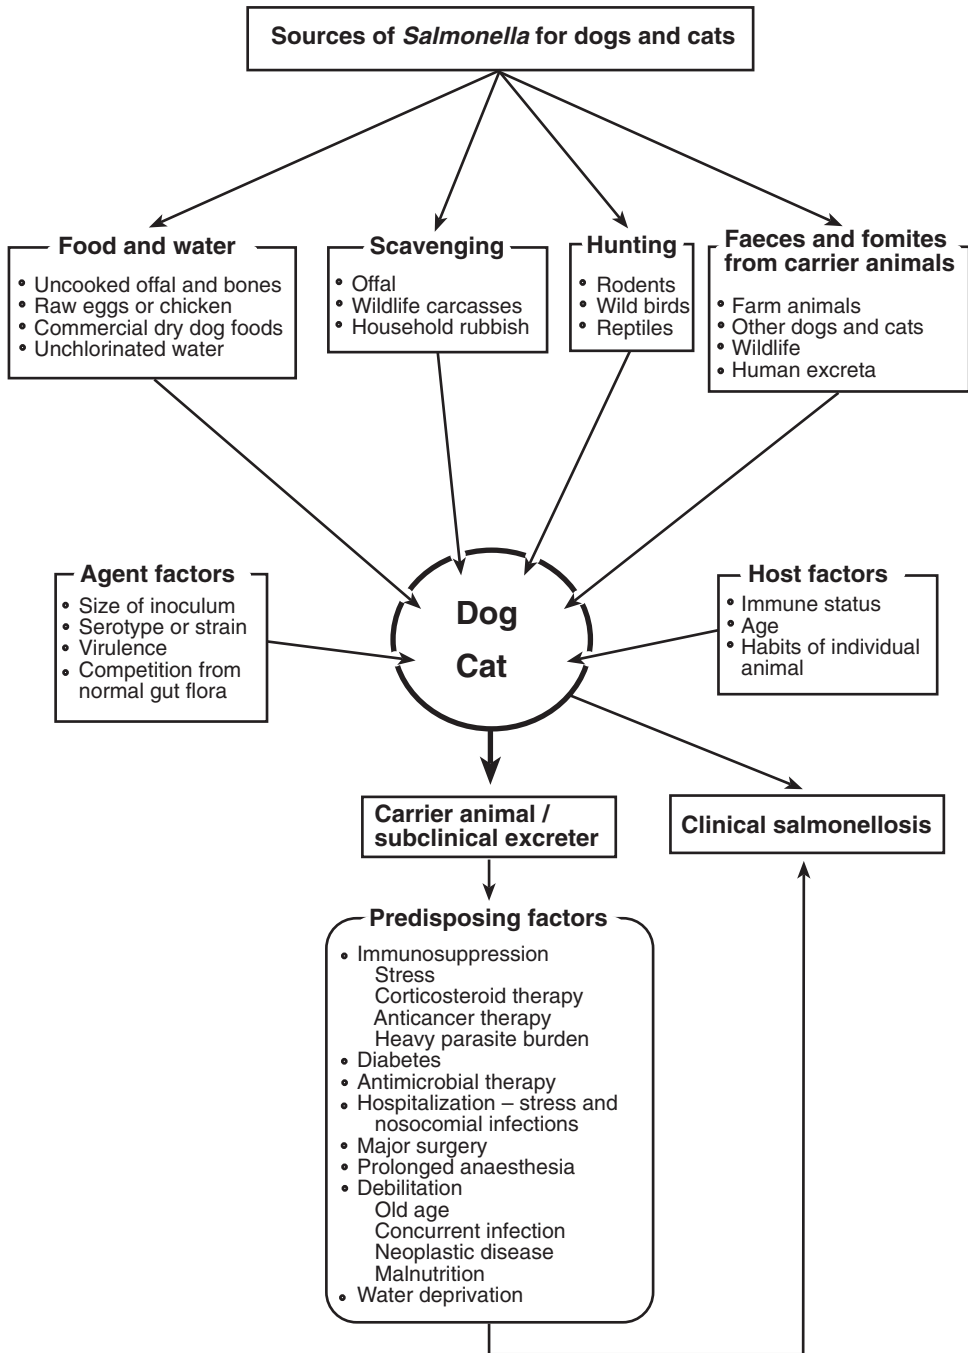 Sources of Salmonella for dogs and cats
Food and water
• Uncooked offal and bones
• Raw eggs or chicken
• Commercial dry dog foods
• Unchlorinated water
Scavenging
• Offal
• Wildlife carcasses
• Household rubbish
Hunting
• Rodents
• Wild birds
• Reptiles
Faeces and fomites
from carrier animals
• Farm animals
• Other dogs and cats
• Wildlife
• Human excreta
Agent factors
• Size of inoculum
• Serotype or strain
• Virulence
• Competition from
normal gut flora
Dog
Cat
Host factors
• Immune status
• Age
• Habits of individual
animal
Carrier animal /
subclinical excreter
Clinical salmonellosis
Predisposing factors
• Immunosuppression
Stress
Corticosteroid therapy
Anticancer therapy
Heavy parasite burden
• Diabetes
• Antimicrobial therapy
• Hospitalization – stress and
nosocomial infections
• Major surgery
• Prolonged anaesthesia
• Debilitation
Old age
Concurrent infection
Neoplastic disease
Malnutrition
• Water deprivation